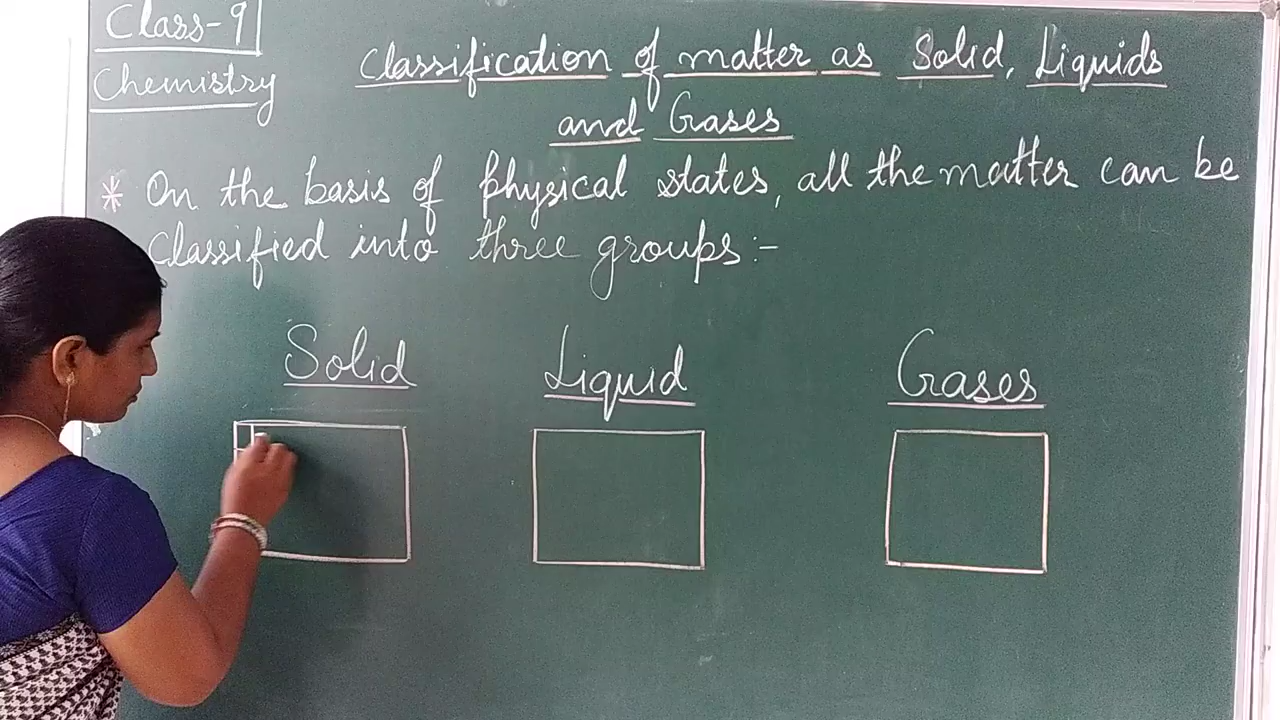 Class-9
Chemistry
Classification of matter as Solid, Liquids
and Gases
* On the basis of physical states, all the matter can be
Classified into three groups:-
Solid Liquid Gases